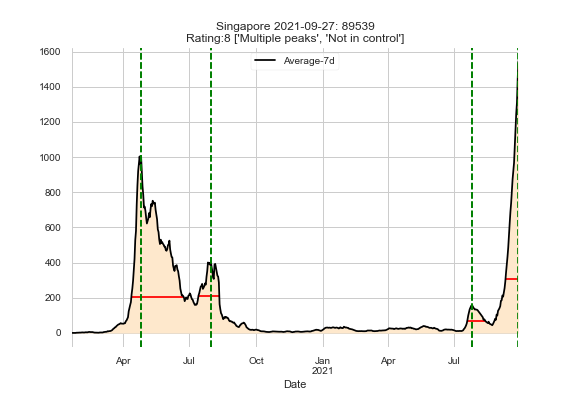 Singapore 2021-09-27: 89539
Rating:8 ['Multiple peaks', 'Not in control']
Average-7d
1600
1400
1200
1000
800
600
400
200
0
Apr
Jul
Oct
Jan
2021
Apr
Jul
Date